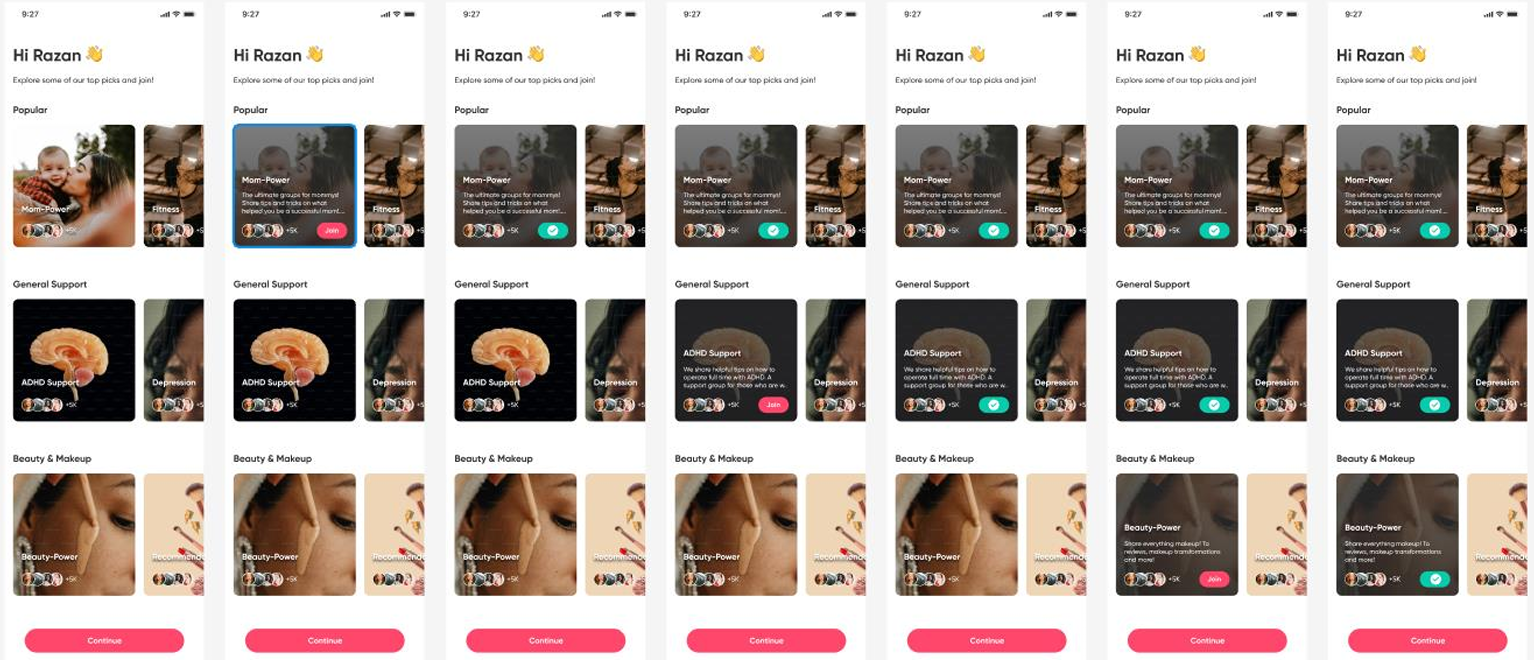 9:27
Hi Razan 👋
Explore some of our top picks and join!
Popular
Mom-Power
+5K
Fitness
General Support
ADHD Support
+5K
Depression
+5
Beauty & Makeup
Beauty-Power
+5K
Recommende
Continue
9:27
Hi Razan 👋
Explore some of our top picks and join!
Popular
Mom-Power
The ultimate groups for mommys!
Share tips and tricks on what
helped you be a successful mom!...
+5K
Join
Fitness
+5
General Support
ADHD Support
+5K
Depression
+5
Beauty & Makeup
Beauty-Power
+5K
Recommende
Continue
9:27
Hi Razan 👋
Explore some of our top picks and join!
Popular
Mom-Power
The ultimate groups for mommys!
Share tips and tricks on what
helped you be a successful mom!...
+5K
Fitness
+5
General Support
ADHD Support
+5K
Depression
+5
Beauty & Makeup
Beauty-Power
+5K
Recommende
Continue
9:27
Hi Razan 👋
Explore some of our top picks and join!
Popular
Mom-Power
The ultimate groups for mommys!
Share tips and tricks on what
helped you be a successful mom!...
+5K
Fitness
+5
General Support
ADHD Support
We share helpful tips on how to
operate full time with ADHD. A
support group for those who are w..
+5K
Join
Depression
+5
Beauty & Makeup
Beauty-Power
+5K
Recommende
Continue
9:27
Hi Razan 👋
Explore some of our top picks and join!
Popular
Mom-Power
The ultimate groups for mommys!
Share tips and tricks on what
helped you be a successful mom!...
+5K
Fitness
+5
General Support
ADHD Support
We share helpful tips on how to
operate full time with ADHD. A
support group for those who are w..
+5K
Depression
+5
Beauty & Makeup
Beauty-Power
+5K
Recommende
Continue
9:27
Hi Razan 👋
Explore some of our top picks and join!
Popular
Mom-Power
The ultimate groups for mommys!
Share tips and tricks on what
helped you be a successful mom!...
+5K
Fitness
+5
General Support
ADHD Support
We share helpful tips on how to
operate full time with ADHD. A
support group for those who are w..
+5K
Depression
+5
Beauty & Makeup
Beauty-Power
Share everything makeup! To
reviews, makeup transformations
and more!
+5K
Join
Recommende
Continue
9:27
Hi Razan 👋
Explore some of our top picks and join!
Popular
Mom-Power
The ultimate groups for mommys!
Share tips and tricks on what
helped you be a successful mom!...
+5K
Fitness
+5
General Support
ADHD Support
We share helpful tips on how to
operate full time with ADHD. A
support group for those who are w..
+5K
Depression
+5
Beauty & Makeup
Beauty-Power
Share everything makeup! To
reviews, makeup transformations
and more!
+5K
Recommende
Continue